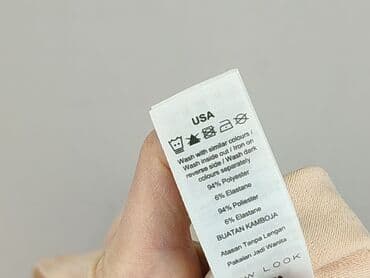 USA
Wash with similar colours /
Wash inside out / Iron on
reverse side / Wash dark
colours separately
94% Polyester
6% Elastane
94% Poliester
6% Elastane
BUATAN KAMBOJA
Atasan Tanpa Lengan
Pakaian Jadi Wanita
W LOOK